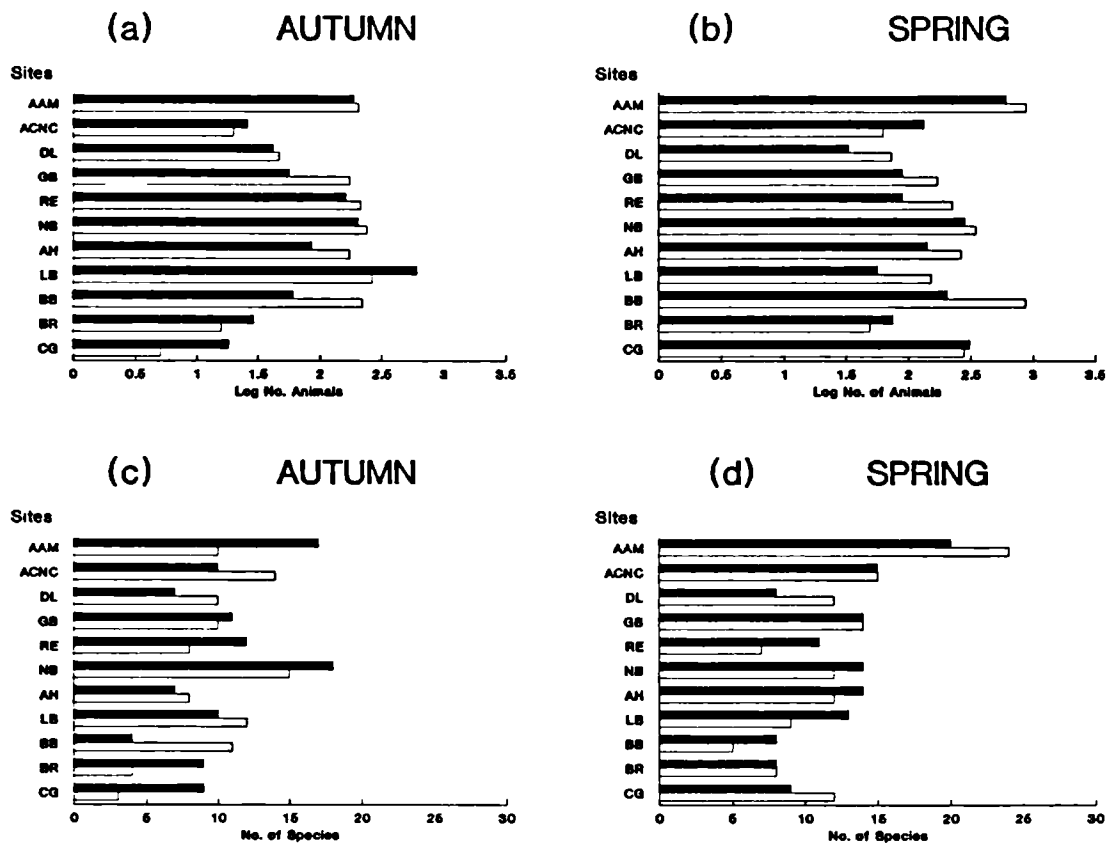 (a) AUTUMN
Sites
AAM
ACNC
DL
GB
RE
NB
AH
LB
BB
BR
CG
0 0.5 1 1.5 2 2.5 3 3.5
Log No. Animals
(b) SPRING
Sites
AAM
ACNC
DL
GB
RE
NB
AH
LB
BB
BR
CG
0 0.5 1 1.5 2 2.5 3 3.5
Log No. of Animals
(c) AUTUMN
Sites
AAM
ACNC
DL
GB
RE
NB
AH
LB
BB
BR
CG
0 5 10 15 20 25 30
No. of Species
(d) SPRING
Sites
AAM
ACNC
DL
GB
RE
NB
AH
LB
BB
BR
CG
0 5 10 15 20 25 30
No. of Species